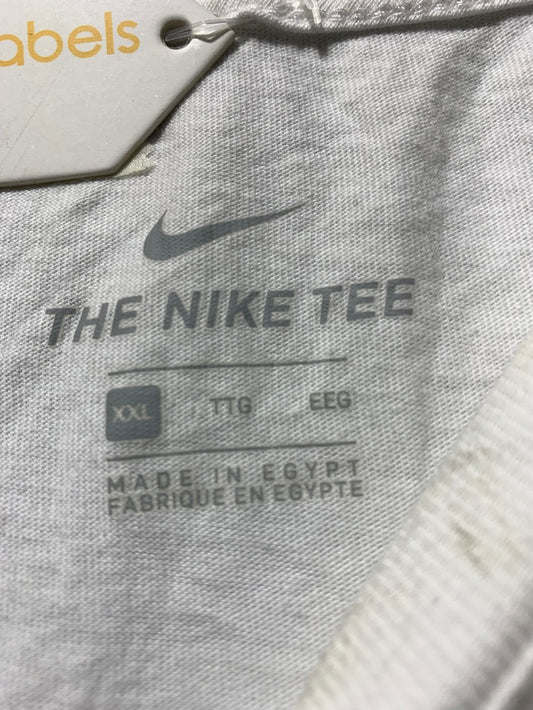 abels
THE NIKE TEE
XXL TTG EEG
MADE IN EGYPT
FABRIQUE EN EGYPTE